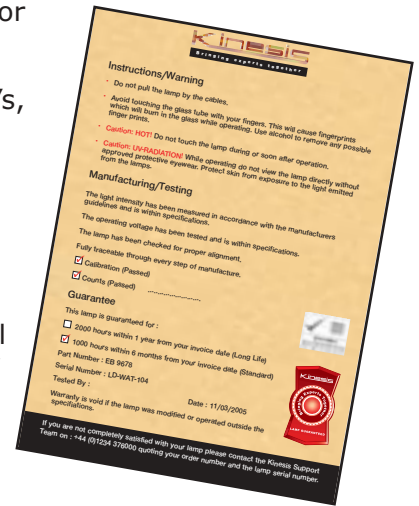 or
/s,
l
Kinesis
Bringing experts together
Instructions/Warning
· Do not pull the lamp by the cables.
· Avoid touching the glass tube with your fingers. This will cause fingerprints
which will burn in the glass while operating. Use alcohol to remove any possible
finger prints.
· Caution: HOT! Do not touch the lamp during or soon after operation.
· Caution: UV-RADIATION! While operating do not view the lamp directly without
approved protective eyewear. Protect skin from exposure to the light emitted
from the lamps.
Manufacturing/Testing
The light intensity has been measured in accordance with the manufacturers
guidelines and is within specifications.
The operating voltage has been tested and is within specifications.
The lamp has been checked for proper alignment.
Fully traceable through every step of manufacture.
Calibration (Passed)
Counts (Passed)
Guarantee
This lamp is guaranteed for :
2000 hours within 1 year from your invoice date (Long Life)
1000 hours within 6 months from your invoice date (Standard)
Part Number : EB 9678
Serial Number : LD-WAT-104
Tested By :
Date : 11/03/2005
Warranty is void if the lamp was modified or operated outside the
specifiations.
Kinesis
LAMP GUARANTEED
If you are not completely satisfied with your lamp please contact the Kinesis Support
Team on : +44 (0)1234 376000 quoting your order number and the lamp serial number.